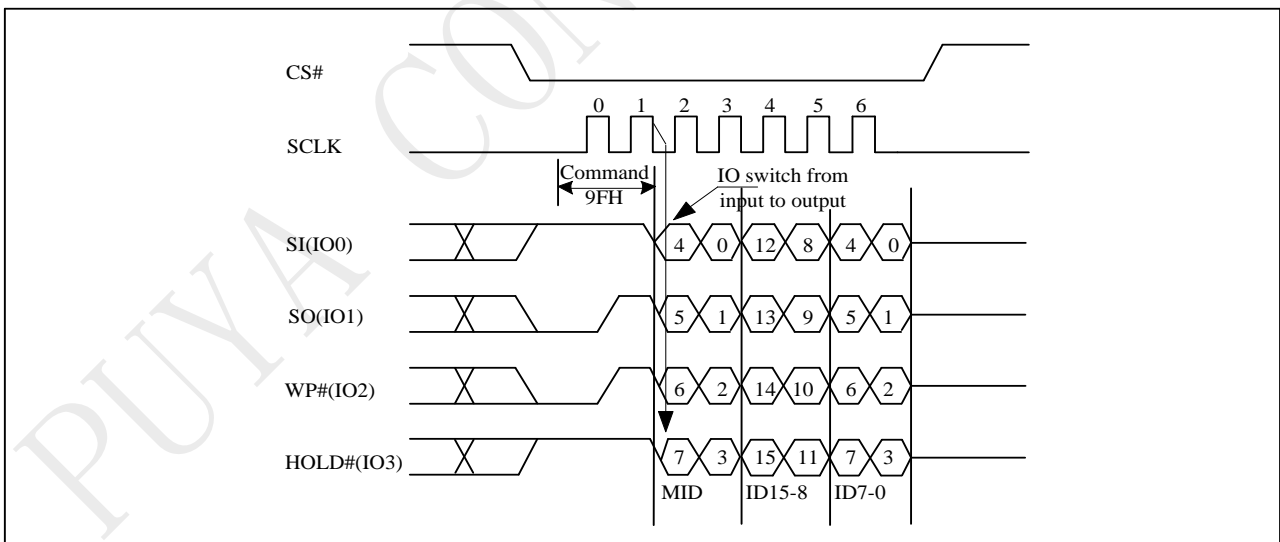 PUYA CON
CS#
0 1 2 3 4 5 6
SCLK
Command
9FH
IO switch from
input to output
SI(IO0)
4 0 12 8 4 0
SO(IO1)
5 1 13 9 5 1
WP#(IO2)
6 2 14 10 6 2
HOLD#(IO3)
7 3 15 11 7 3
MID ID15-8 ID7-0